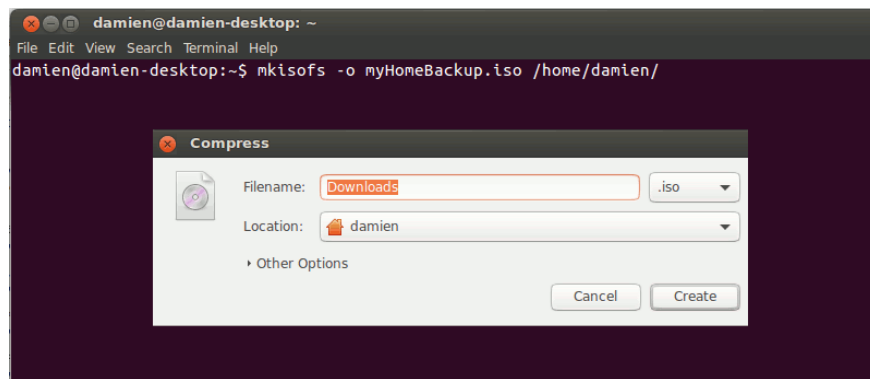 damien@damien-desktop: ~
File Edit View Search Terminal Help
damien@damien-desktop:~$ mkisofs -o myHomeBackup.iso /home/damien/
Compress
Filename: Downloads .iso
Location: damien
Other Options
Cancel Create